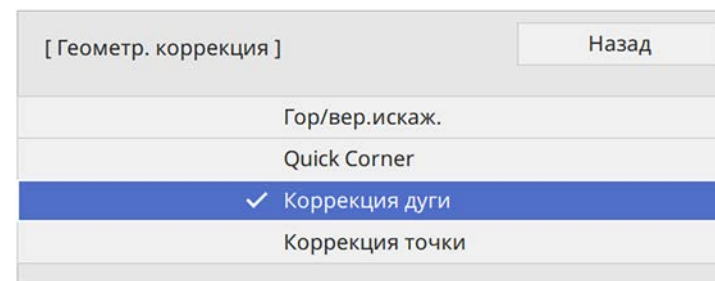 [ Геометр. коррекция ] Назад
Гор/вер.искаж.
Quick Corner
Коррекция дуги
Коррекция точки